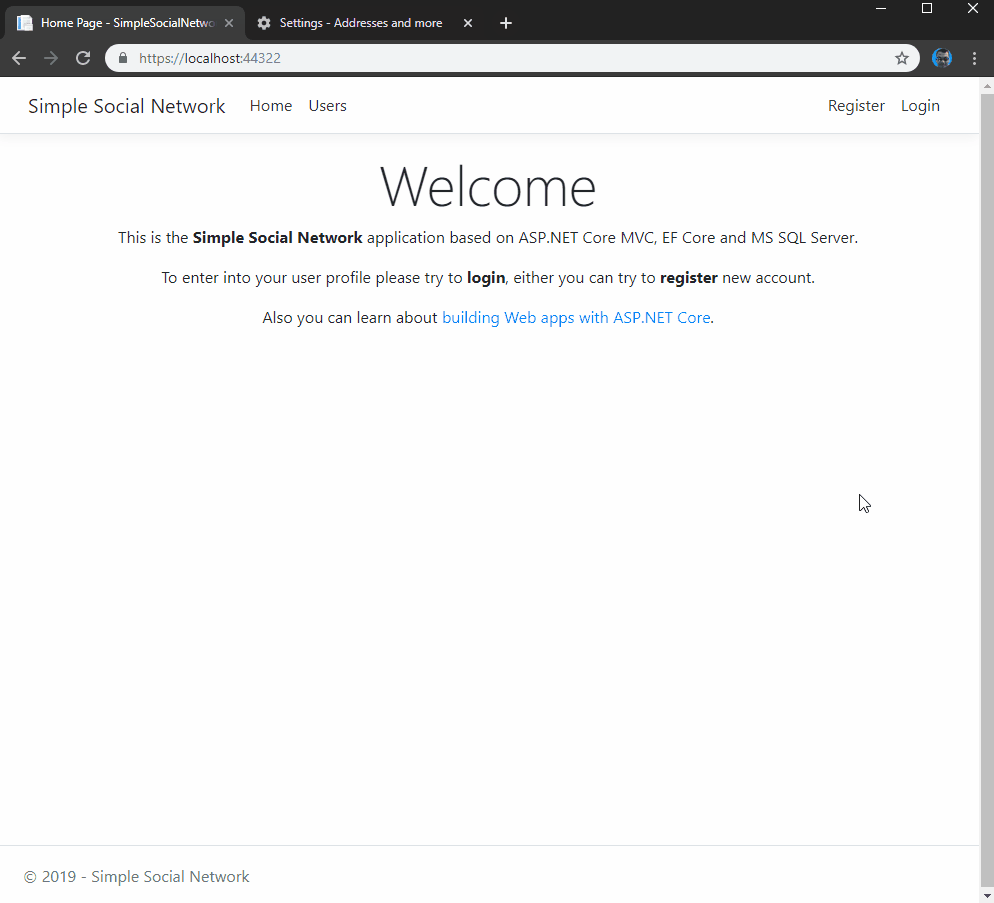 Home Page - SimpleSocialNetwo
Settings - Addresses and more
https://localhost:44322
Simple Social Network Home Users Register Login
Welcome
This is the Simple Social Network application based on ASP.NET Core MVC, EF Core and MS SQL Server.
To enter into your user profile please try to login, either you can try to register new account.
Also you can learn about building Web apps with ASP.NET Core.
© 2019 - Simple Social Network